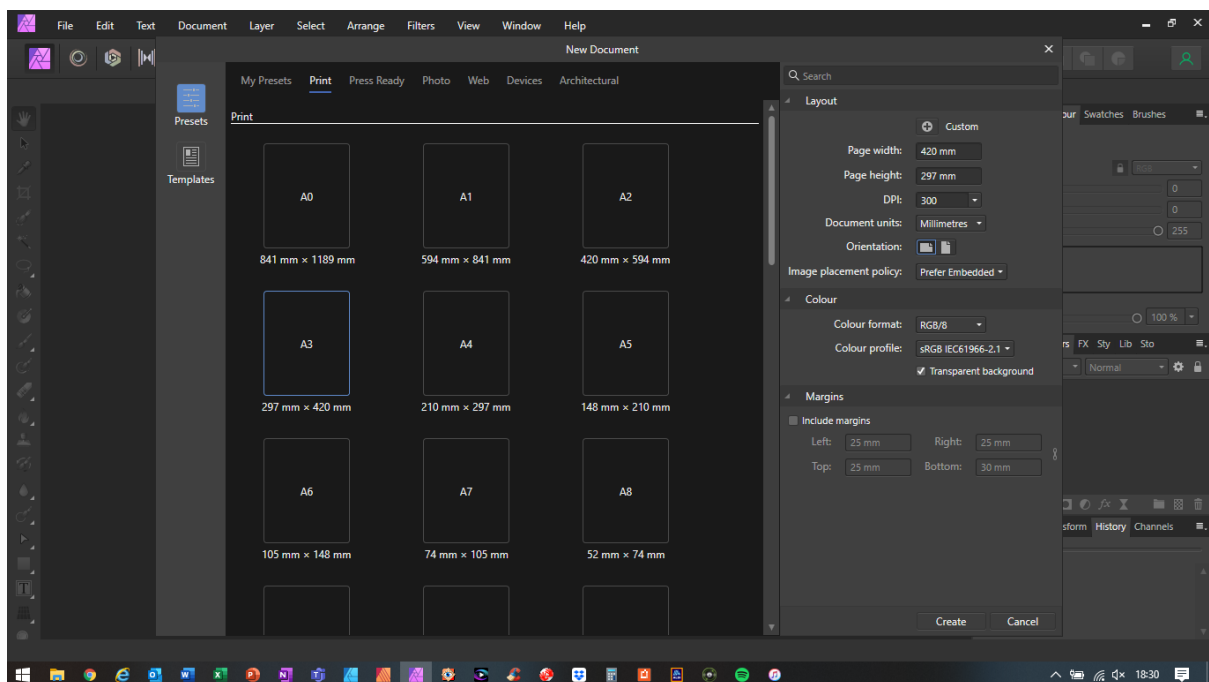 File Edit Text Document Layer Select Arrange Filters View Window Help
New Document
My Presets Print Press Ready Photo Web Devices Architectural
Presets
Templates
Print
A0
841 mm × 1189 mm
A1
594 mm × 841 mm
A2
420 mm × 594 mm
A3
297 mm × 420 mm
A4
210 mm × 297 mm
A5
148 mm × 210 mm
A6
105 mm × 148 mm
A7
74 mm × 105 mm
A8
52 mm × 74 mm
Search
Layout
Custom
Page width: 420 mm
Page height: 297 mm
DPI: 300
Document units: Millimetres
Orientation:
Image placement policy: Prefer Embedded
Colour
Colour format: RGB/8
Colour profile: sRGB IEC61966-2.1
Transparent background
Margins
Include margins
Left: 25 mm Right: 25 mm
Top: 25 mm Bottom: 30 mm
Create Cancel
our Swatches Brushes
RGB
0
0
255
100 %
rs FX Sty Lib Sto
Normal
sform History Channels
18:30